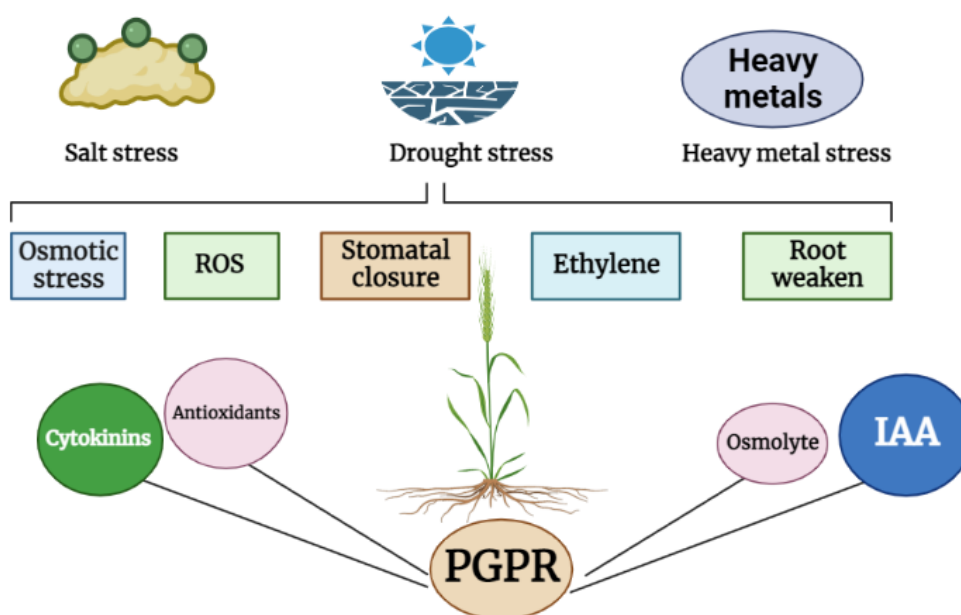 Heavy
metals
Salt stress
Drought stress
Heavy metal stress
Osmotic
stress
ROS
Stomatal
closure
Ethylene
Root
weaken
Cytokinins
Antioxidants
Osmolyte
IAA
PGPR